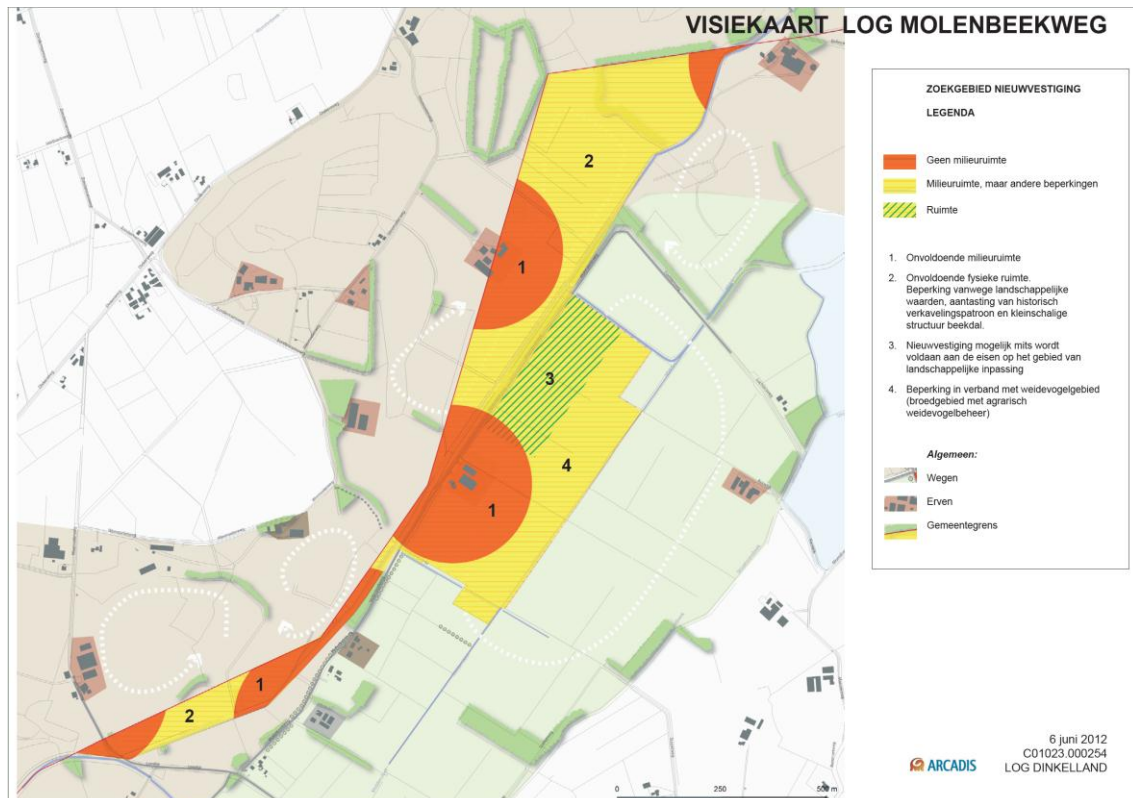 VISIEKAART LOG MOLENBEEKWEG
ZOEKGEBIED NIEUWVESTIGING
LEGENDA
Geen milieuruimte
Milieuruimte, maar andere beperkingen
Ruimte
1. Onvoldoende milieuruimte
2. Onvoldoende fysieke ruimte.
Beperking vanwege landschappelijke
waarden, aantasting van historisch
verkavelingspatroon en kleinschalige
structuur beekdal.
3. Nieuwvestiging mogelijk mits wordt
voldaan aan de eisen op het gebied van
landschappelijke inpassing
4. Beperking in verband met weidevogelgebied
(broedgebied met agrarisch
weidevogelbeheer)
Algemeen:
Wegen
Erven
Gemeentegrens
2
1
3
4
1
1
2
0 250 500 m
6 juni 2012
C01023.000254
ARCADIS LOG DINKELLAND